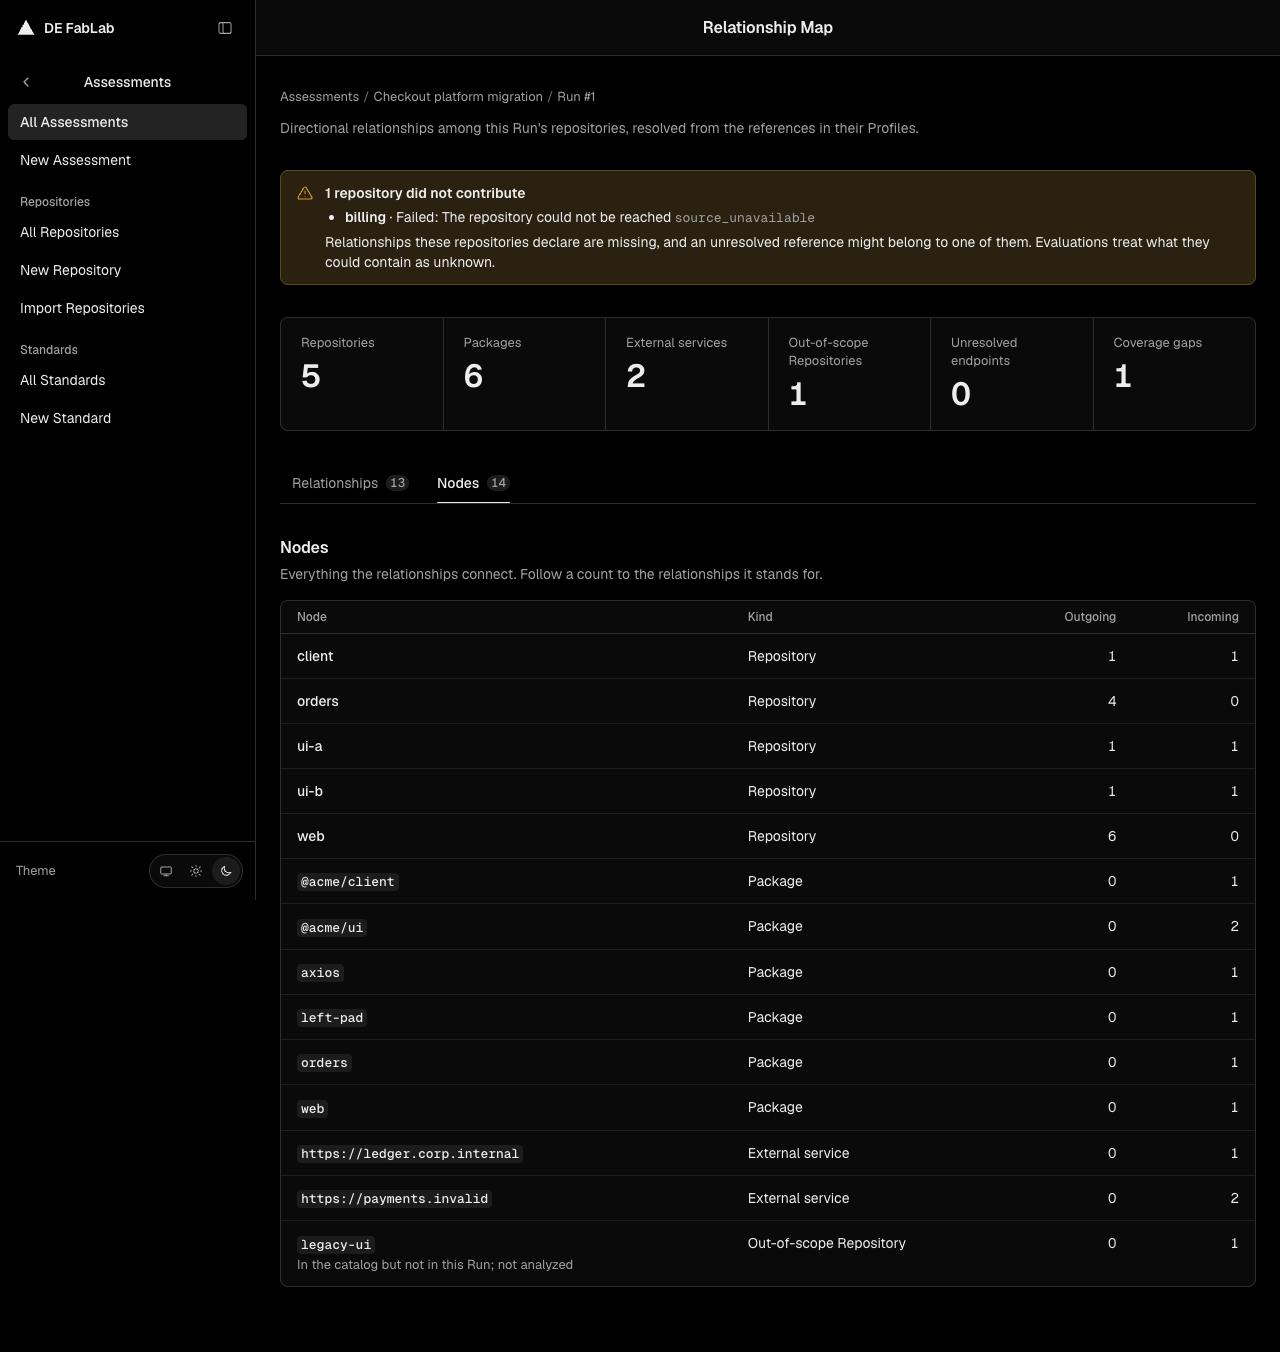 DE FabLab
Relationship Map
Assessments
All Assessments
New Assessment
Repositories
All Repositories
New Repository
Import Repositories
Standards
All Standards
New Standard
Theme
Assessments / Checkout platform migration / Run #1
Directional relationships among this Run's repositories, resolved from the references in their Profiles.
1 repository did not contribute
• billing · Failed: The repository could not be reached source_unavailable
Relationships these repositories declare are missing, and an unresolved reference might belong to one of them. Evaluations treat what they
could contain as unknown.
Repositories
5
Packages
6
External services
2
Out-of-scope
Repositories
1
Unresolved
endpoints
0
Coverage gaps
1
Relationships 13 Nodes 14
Nodes
Everything the relationships connect. Follow a count to the relationships it stands for.
Node Kind Outgoing Incoming
client Repository 1 1
orders Repository 4 0
ui-a Repository 1 1
ui-b Repository 1 1
web Repository 6 0
@acme/client Package 0 1
@acme/ui Package 0 2
axios Package 0 1
left-pad Package 0 1
orders Package 0 1
web Package 0 1
https://ledger.corp.internal External service 0 1
https://payments.invalid External service 0 2
legacy-ui Out-of-scope Repository 0 1
In the catalog but not in this Run; not analyzed